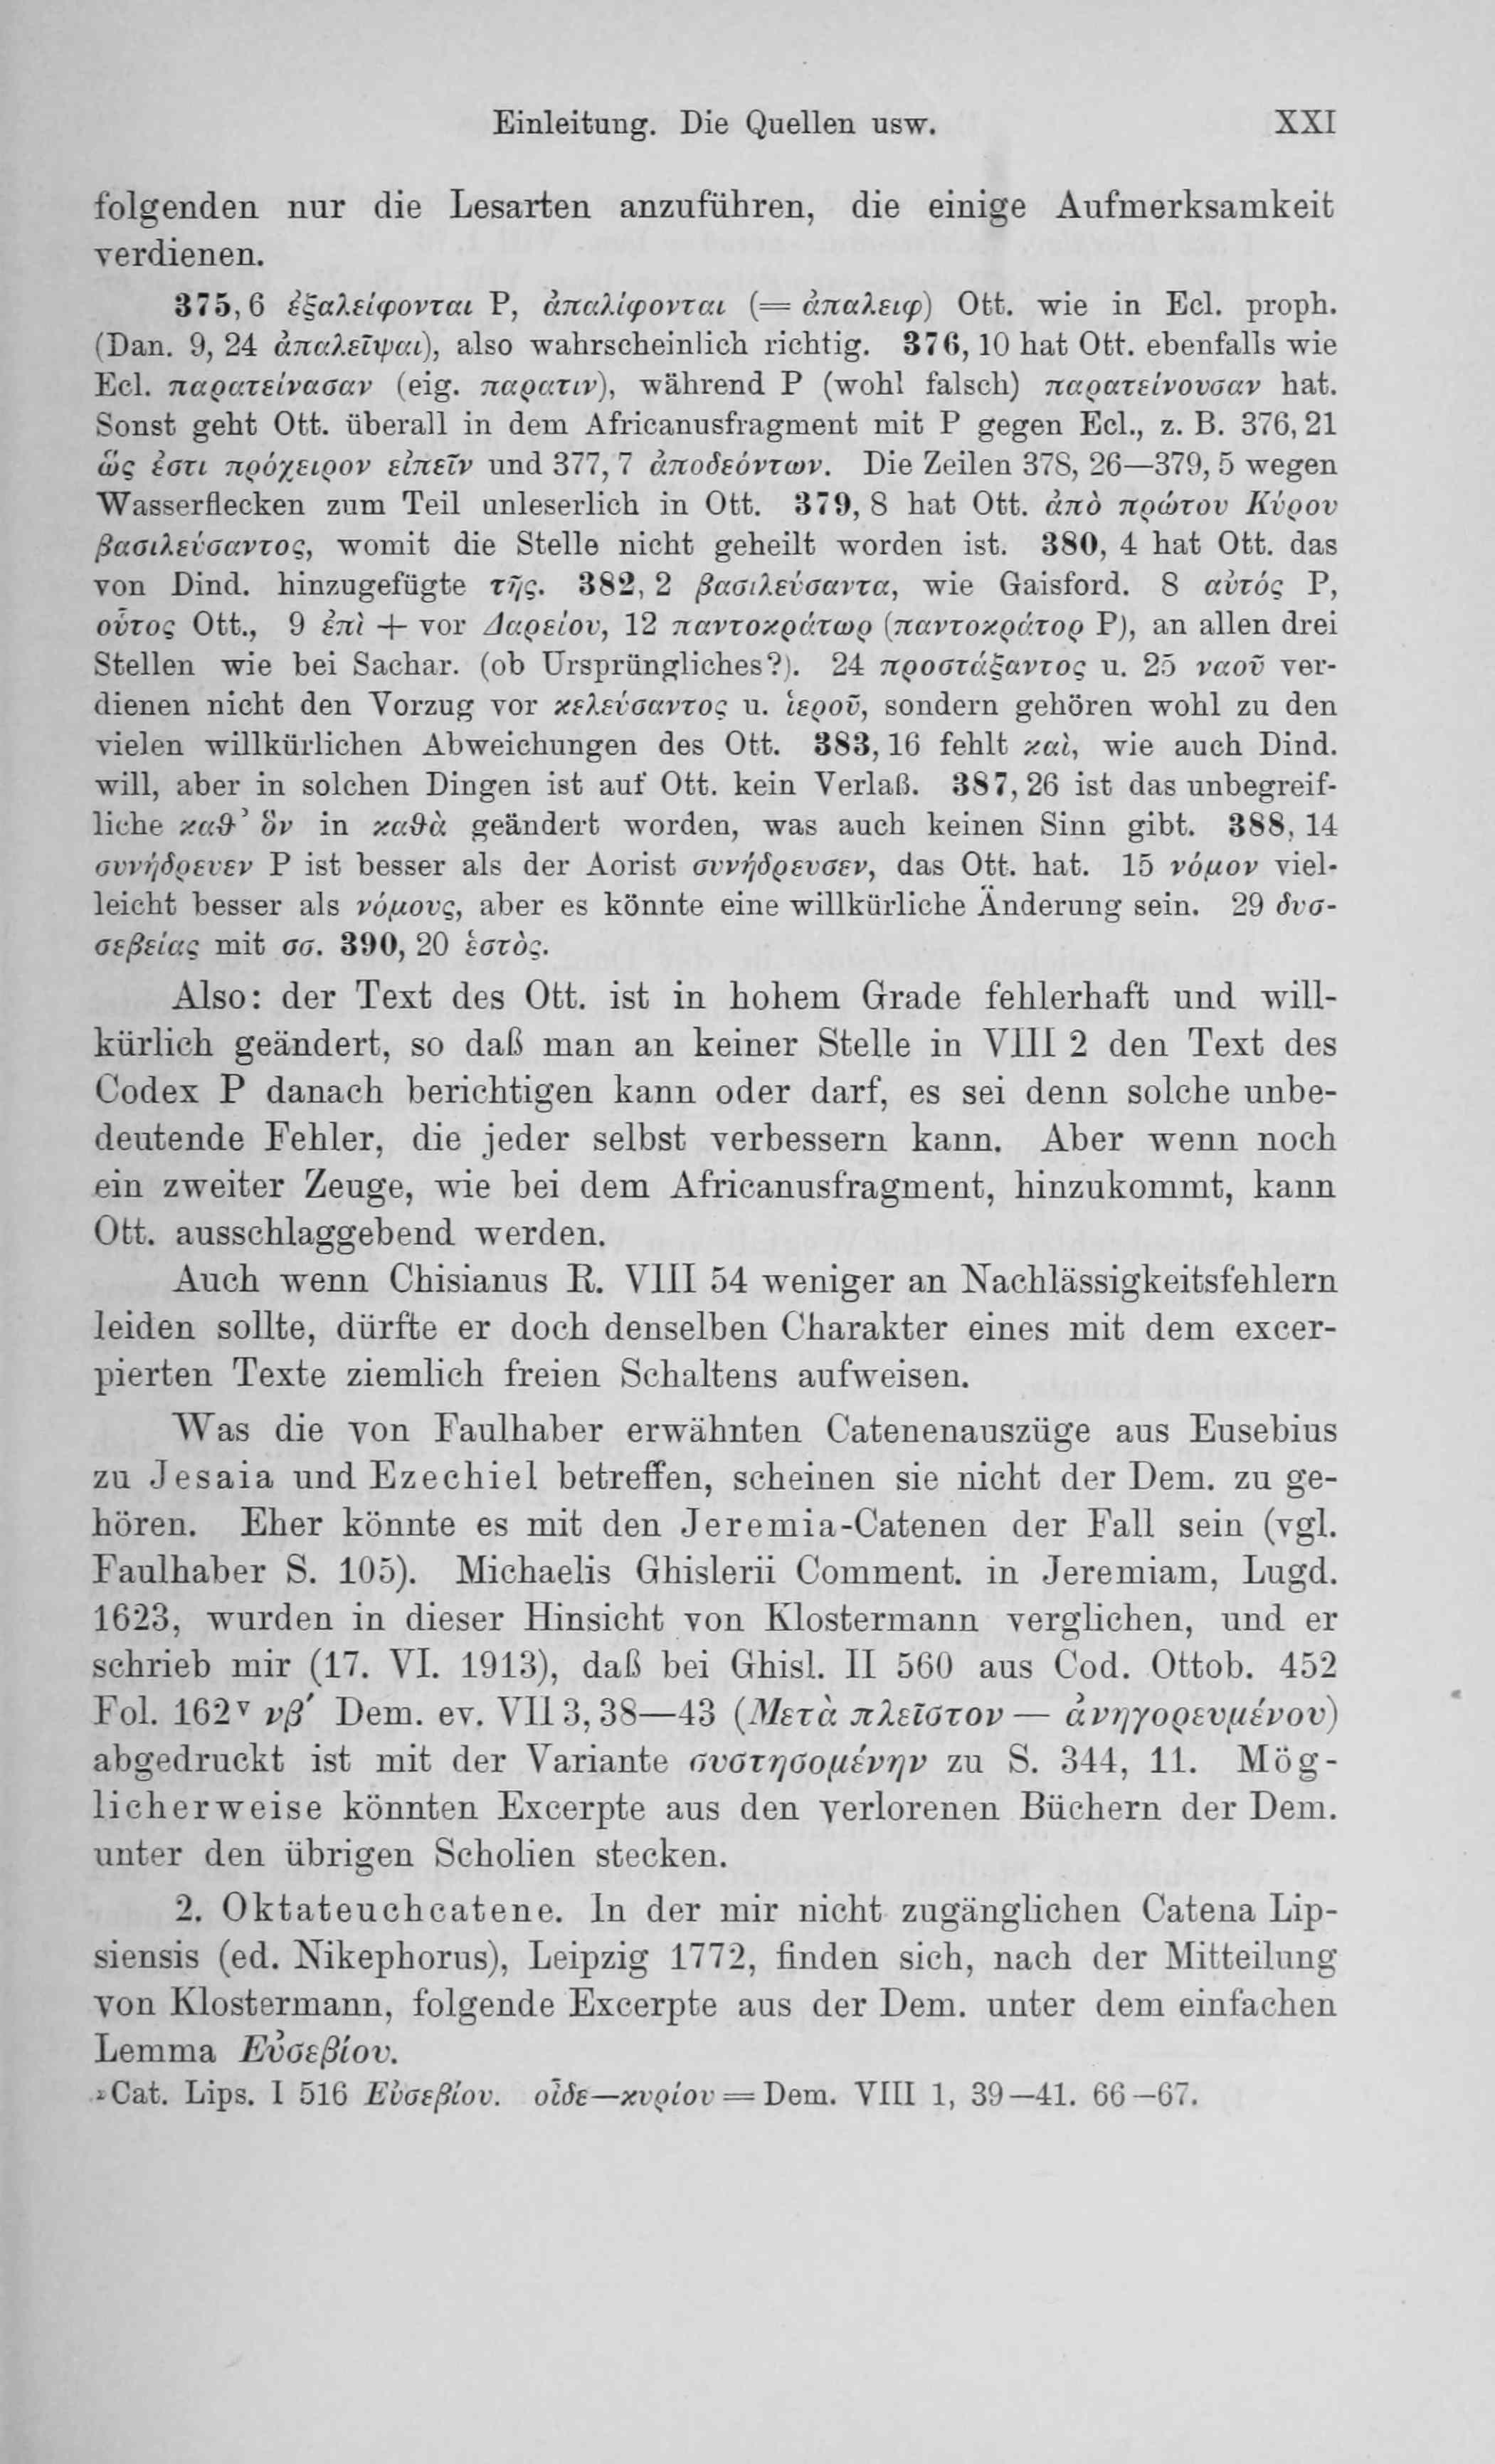 Einleitung. Die Quellen usw. XXI
folgenden nur die Lesarten anzuführen, die einige Aufmerksamkeit
verdienen.
375, 6 ἐξαλείφονται P, ἀπαλίφονται (= ἀπαλειφ) Ott. wie in Ecl. proph.
(Dan. 9, 24 ἀπαλεῖψαι), also wahrscheinlich richtig. 376, 10 hat Ott. ebenfalls wie
Ecl. παρατείνασαν (eig. παρατιν), während P (wohl falsch) παρατείνουσαν hat.
Sonst geht Ott. überall in dem Africanusfragment mit P gegen Ecl., z. B. 376, 21
ὥς ἐστι πρόχειρον εἰπεῖν und 377, 7 ἀποδεόντων. Die Zeilen 378, 26—379, 5 wegen
Wasserflecken zum Teil unleserlich in Ott. 379, 8 hat Ott. ἀπὸ πρώτου Κύρου
βασιλεύσαντος, womit die Stelle nicht geheilt worden ist. 380, 4 hat Ott. das
von Dind. hinzugefügte τῆς. 382, 2 βασιλεύσαντα, wie Gaisford. 8 αὐτός P,
οὗτος Ott., 9 ἐπὶ + vor Δαρείου, 12 παντοκράτωρ (παντοκράτορ P), an allen drei
Stellen wie bei Sachar. (ob Ursprüngliches?). 24 προστάξαντος u. 25 ναοῦ ver-
dienen nicht den Vorzug vor κελεύσαντος u. ἱεροῦ, sondern gehören wohl zu den
vielen willkürlichen Abweichungen des Ott. 383, 16 fehlt καὶ, wie auch Dind.
will, aber in solchen Dingen ist auf Ott. kein Verlaß. 387, 26 ist das unbegreif-
liche καθ’ ὃν in καθὰ geändert worden, was auch keinen Sinn gibt. 388, 14
συνήδρευεν P ist besser als der Aorist συνήδρευσεν, das Ott. hat. 15 νόμον viel-
leicht besser als νόμους, aber es könnte eine willkürliche Änderung sein. 29 δυσ-
σεβείας mit σσ. 390, 20 ἑστὸς.
Also: der Text des Ott. ist in hohem Grade fehlerhaft und will-
kürlich geändert, so daß man an keiner Stelle in VIII 2 den Text des
Codex P danach berichtigen kann oder darf, es sei denn solche unbe-
deutende Fehler, die jeder selbst verbessern kann. Aber wenn noch
ein zweiter Zeuge, wie bei dem Africanusfragment, hinzukommt, kann
Ott. ausschlaggebend werden.
Auch wenn Chisianus R. VIII 54 weniger an Nachlässigkeitsfehlern
leiden sollte, dürfte er doch denselben Charakter eines mit dem excer-
pierten Texte ziemlich freien Schaltens aufweisen.
Was die von Faulhaber erwähnten Catenenauszüge aus Eusebius
zu Jesaia und Ezechiel betreffen, scheinen sie nicht der Dem. zu ge-
hören. Eher könnte es mit den Jeremia-Catenen der Fall sein (vgl.
Faulhaber S. 105). Michaelis Ghislerii Comment. in Jeremiam, Lugd.
1623, wurden in dieser Hinsicht von Klostermann verglichen, und er
schrieb mir (17. VI. 1913), daß bei Ghisl. II 560 aus Cod. Ottob. 452
Fol. 162ᵛ νβ′ Dem. ev. VII 3, 38—43 (Μετὰ πλεῖστον — ἀνηγορευμένου)
abgedruckt ist mit der Variante συστησομένην zu S. 344, 11. Mög-
licherweise könnten Excerpte aus den verlorenen Büchern der Dem.
unter den übrigen Scholien stecken.
2. Oktateuchcatene. In der mir nicht zugänglichen Catena Lip-
siensis (ed. Nikephorus), Leipzig 1772, finden sich, nach der Mitteilung
von Klostermann, folgende Excerpte aus der Dem. unter dem einfachen
Lemma Εὐσεβίου.
Cat. Lips. I 516 Εὐσεβίου. οἶδε—κυρίου = Dem. VIII 1, 39—41. 66—67.